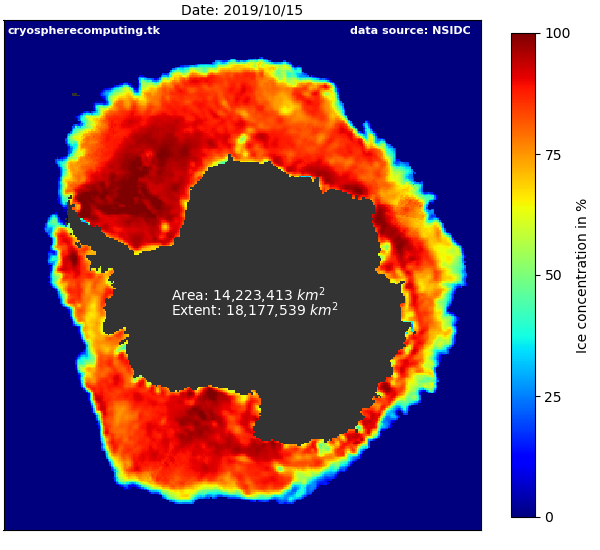 Date: 2019/10/15
cryospherecomputing.tk
data source: NSIDC
100
75
50
25
0
Ice concentration in %
Area: 14,223,413 km²
Extent: 18,177,539 km²